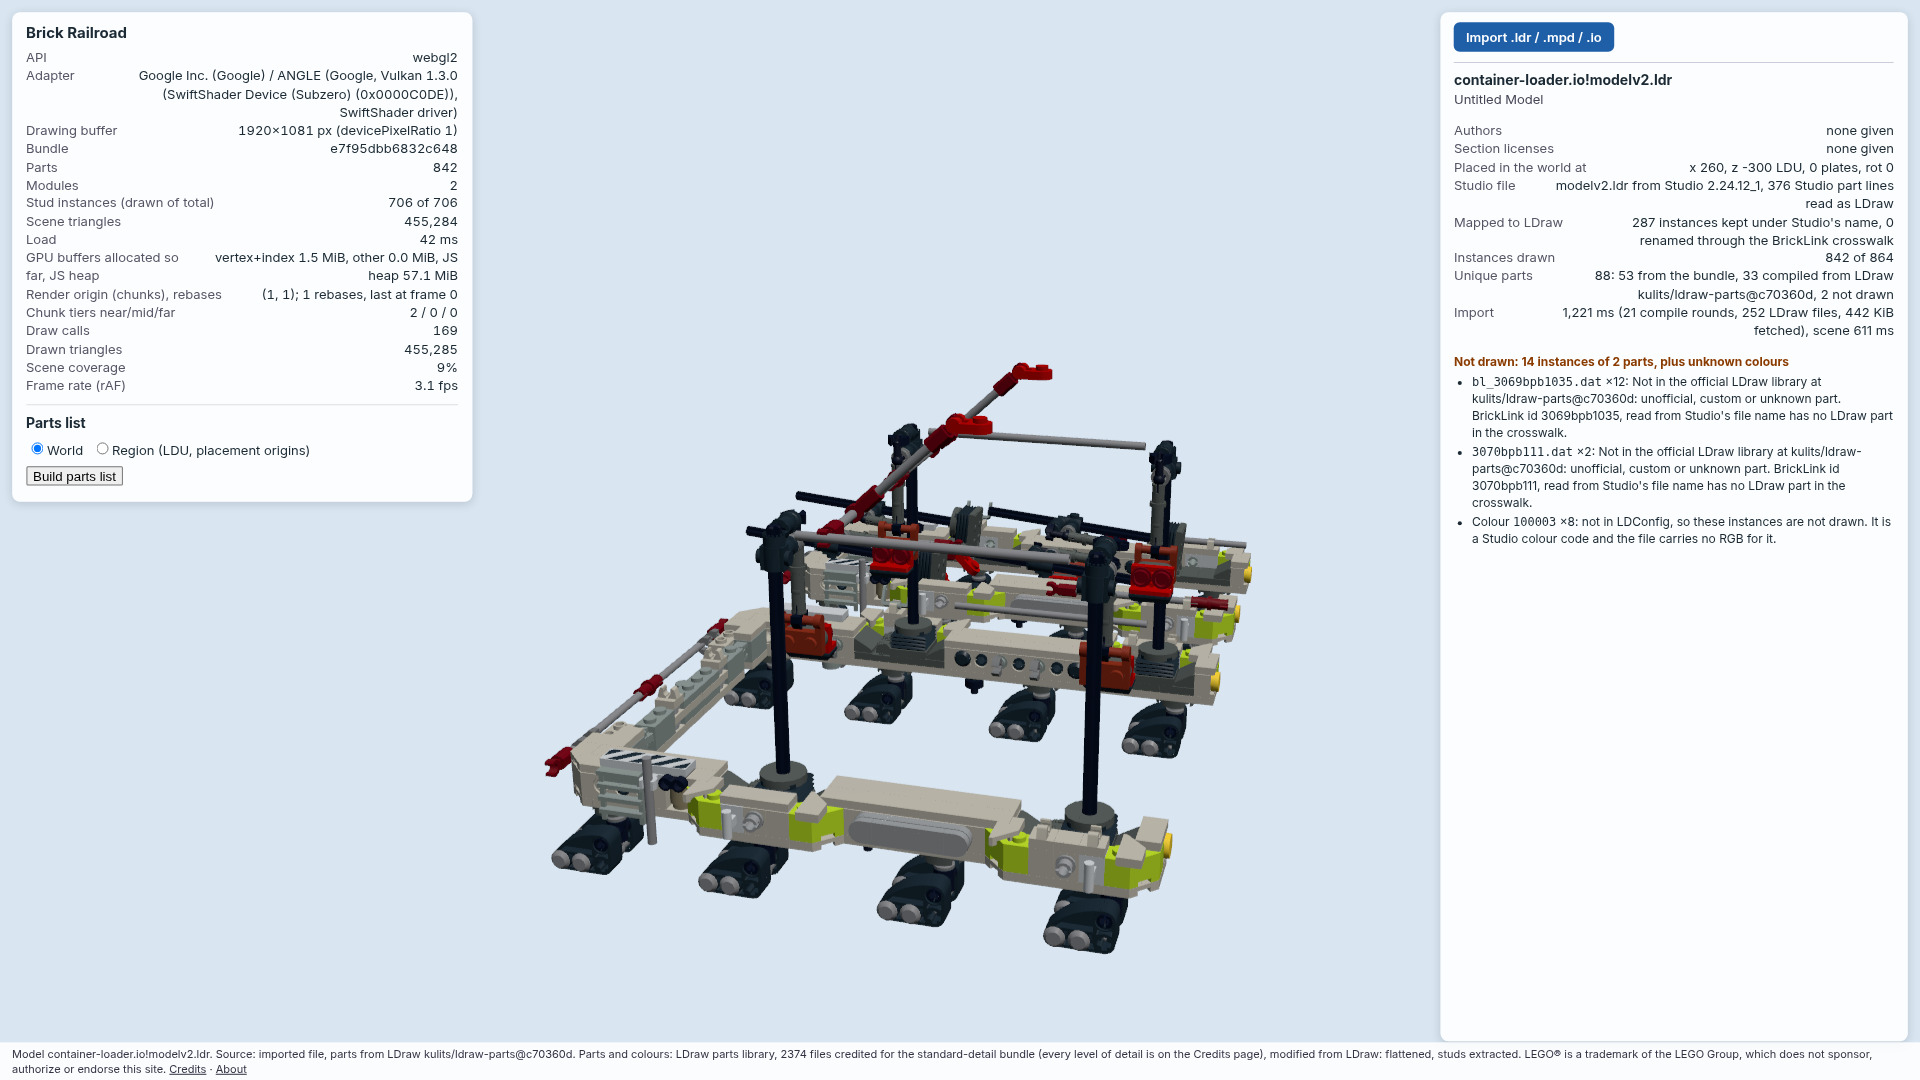 Brick Railroad
API webgl2
Adapter Google Inc. (Google) / ANGLE (Google, Vulkan 1.3.0
(SwiftShader Device (Subzero) (0x0000C0DE)),
SwiftShader driver)
Drawing buffer 1920×1081 px (devicePixelRatio 1)
Bundle e7f95dbb6832c648
Parts 842
Modules 2
Stud instances (drawn of total) 706 of 706
Scene triangles 455,284
Load 42 ms
GPU buffers allocated so vertex+index 1.5 MiB, other 0.0 MiB, JS
far, JS heap heap 57.1 MiB
Render origin (chunks), rebases (1, 1); 1 rebases, last at frame 0
Chunk tiers near/mid/far 2 / 0 / 0
Draw calls 169
Drawn triangles 455,285
Scene coverage 9%
Frame rate (rAF) 3.1 fps
Parts list
World Region (LDU, placement origins)
Build parts list
Import .ldr / .mpd / .io
container-loader.io!modelv2.ldr
Untitled Model
Authors none given
Section licenses none given
Placed in the world at x 260, z -300 LDU, 0 plates, rot 0
Studio file modelv2.ldr from Studio 2.24.12_1, 376 Studio part lines
read as LDraw
Mapped to LDraw 287 instances kept under Studio's name, 0
renamed through the BrickLink crosswalk
Instances drawn 842 of 864
Unique parts 88: 53 from the bundle, 33 compiled from LDraw
kulits/ldraw-parts@c70360d, 2 not drawn
Import 1,221 ms (21 compile rounds, 252 LDraw files, 442 KiB
fetched), scene 611 ms
Not drawn: 14 instances of 2 parts, plus unknown colours
• bl_3069bpb1035.dat ×12: Not in the official LDraw library at
kulits/ldraw-parts@c70360d: unofficial, custom or unknown part.
BrickLink id 3069bpb1035, read from Studio's file name has no LDraw part
in the crosswalk.
• 3070bpb111.dat ×2: Not in the official LDraw library at kulits/ldraw-
parts@c70360d: unofficial, custom or unknown part. BrickLink id
3070bpb111, read from Studio's file name has no LDraw part in the
crosswalk.
• Colour 100003 ×8: not in LDConfig, so these instances are not drawn. It is
a Studio colour code and the file carries no RGB for it.
Model container-loader.io!modelv2.ldr. Source: imported file, parts from LDraw kulits/ldraw-parts@c70360d. Parts and colours: LDraw parts library, 2374 files credited for the standard-detail bundle (every level of detail is on the Credits page), modified from LDraw: flattened, studs extracted. LEGO® is a trademark of the LEGO Group, which does not sponsor,
authorize or endorse this site. Credits · About